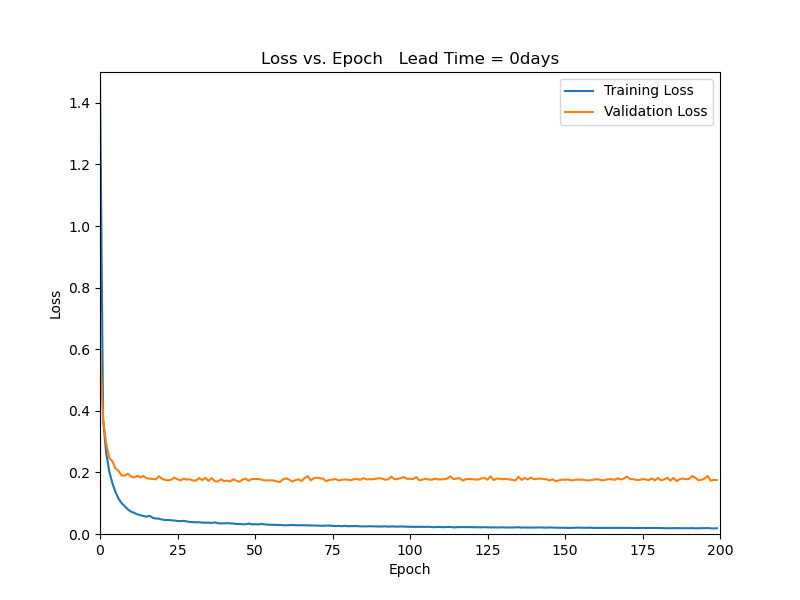 Loss vs. Epoch   Lead Time = 0days
Training Loss
Validation Loss
1.4
1.2
1.0
0.8
0.6
0.4
0.2
0.0
Loss
0 25 50 75 100 125 150 175 200
Epoch